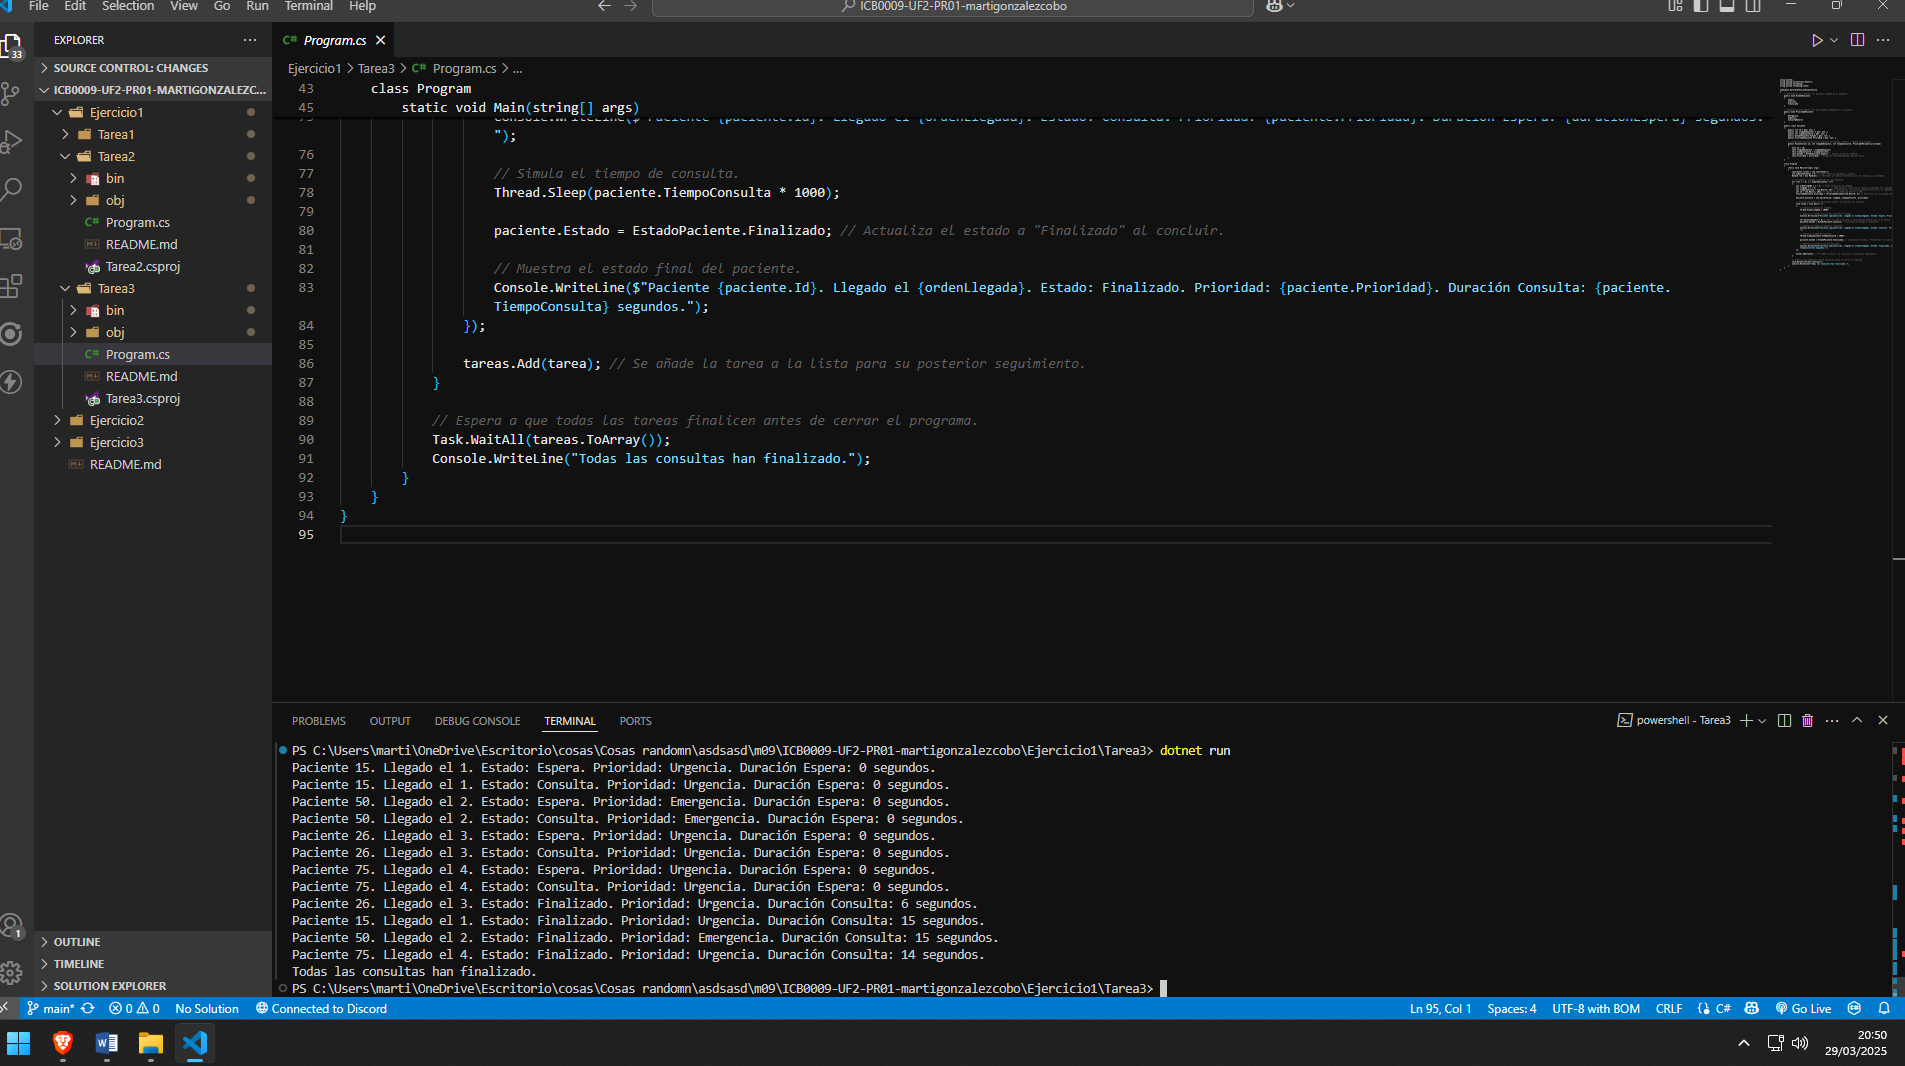 File Edit Selection View Go Run Terminal Help
ICB0009-UF2-PR01-martigonzalezcobo
33
EXPLORER
SOURCE CONTROL: CHANGES
ICB0009-UF2-PR01-MARTIGONZALEZC...
Ejercicio1
Tarea1
Tarea2
bin
obj
C# Program.cs
README.md
Tarea2.csproj
Tarea3
bin
obj
C# Program.cs
README.md
Tarea3.csproj
Ejercicio2
Ejercicio3
README.md
OUTLINE
TIMELINE
SOLUTION EXPLORER
1
C# Program.cs
Ejercicio1 > Tarea3 > C# Program.cs > ...
43 class Program
45 static void Main(string[] args)
75 Console.WriteLine($"Paciente {paciente.Id}. Llegado el {ordenLlegada}. Estado: Consulta. Prioridad: {paciente.Prioridad}. Duración Espera: {duracionEspera} segundos.
");
76
77 // Simula el tiempo de consulta.
78 Thread.Sleep(paciente.TiempoConsulta * 1000);
79
80 paciente.Estado = EstadoPaciente.Finalizado; // Actualiza el estado a "Finalizado" al concluir.
81
82 // Muestra el estado final del paciente.
83 Console.WriteLine($"Paciente {paciente.Id}. Llegado el {ordenLlegada}. Estado: Finalizado. Prioridad: {paciente.Prioridad}. Duración Consulta: {paciente.
TiempoConsulta} segundos.");
84 });
85
86 tareas.Add(tarea); // Se añade la tarea a la lista para su posterior seguimiento.
87 }
88
89 // Espera a que todas las tareas finalicen antes de cerrar el programa.
90 Task.WaitAll(tareas.ToArray());
91 Console.WriteLine("Todas las consultas han finalizado.");
92 }
93 }
94 }
95
PROBLEMS OUTPUT DEBUG CONSOLE TERMINAL PORTS
powershell - Tarea3
PS C:\Users\marti\OneDrive\Escritorio\cosas\Cosas randomn\asdsasd\m09\ICB0009-UF2-PR01-martigonzalezcobo\Ejercicio1\Tarea3> dotnet run
Paciente 15. Llegado el 1. Estado: Espera. Prioridad: Urgencia. Duración Espera: 0 segundos.
Paciente 15. Llegado el 1. Estado: Consulta. Prioridad: Urgencia. Duración Espera: 0 segundos.
Paciente 50. Llegado el 2. Estado: Espera. Prioridad: Emergencia. Duración Espera: 0 segundos.
Paciente 50. Llegado el 2. Estado: Consulta. Prioridad: Emergencia. Duración Espera: 0 segundos.
Paciente 26. Llegado el 3. Estado: Espera. Prioridad: Urgencia. Duración Espera: 0 segundos.
Paciente 26. Llegado el 3. Estado: Consulta. Prioridad: Urgencia. Duración Espera: 0 segundos.
Paciente 75. Llegado el 4. Estado: Espera. Prioridad: Urgencia. Duración Espera: 0 segundos.
Paciente 75. Llegado el 4. Estado: Consulta. Prioridad: Urgencia. Duración Espera: 0 segundos.
Paciente 26. Llegado el 3. Estado: Finalizado. Prioridad: Urgencia. Duración Consulta: 6 segundos.
Paciente 15. Llegado el 1. Estado: Finalizado. Prioridad: Urgencia. Duración Consulta: 15 segundos.
Paciente 50. Llegado el 2. Estado: Finalizado. Prioridad: Emergencia. Duración Consulta: 15 segundos.
Paciente 75. Llegado el 4. Estado: Finalizado. Prioridad: Urgencia. Duración Consulta: 14 segundos.
Todas las consultas han finalizado.
PS C:\Users\marti\OneDrive\Escritorio\cosas\Cosas randomn\asdsasd\m09\ICB0009-UF2-PR01-martigonzalezcobo\Ejercicio1\Tarea3>
main* 0 0 No Solution Connected to Discord Ln 95, Col 1 Spaces: 4 UTF-8 with BOM CRLF C# Go Live
20:50
29/03/2025